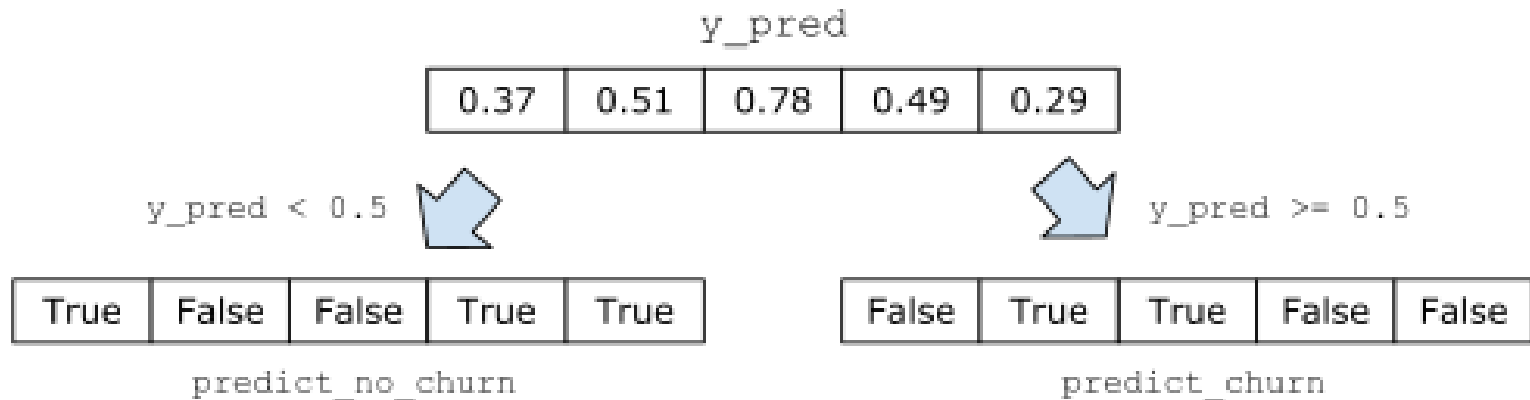 y_pred
0.37 0.51 0.78 0.49 0.29
y_pred < 0.5
y_pred >= 0.5
True False False True True
False True True False False
predict_no_churn
predict_churn